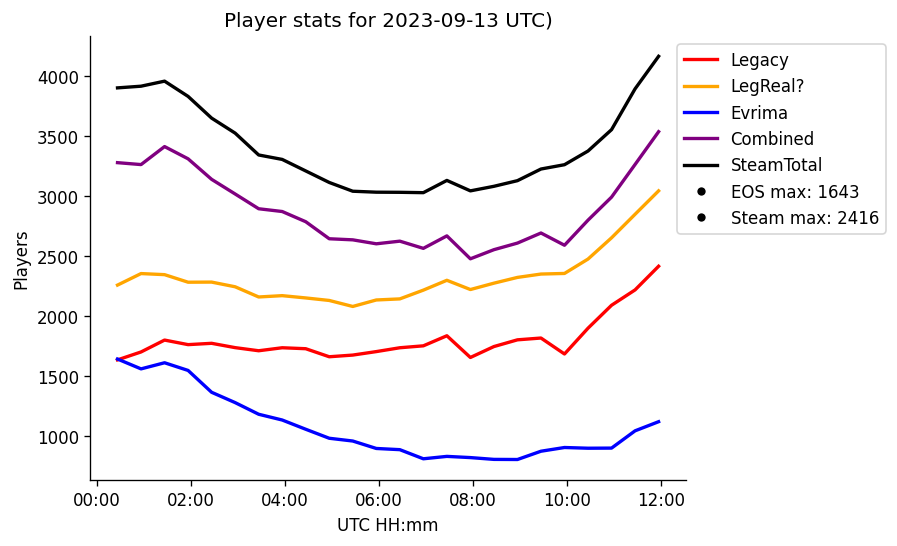 Player stats for 2023-09-13 UTC)
Legacy
LegReal?
Evrima
Combined
SteamTotal
EOS max: 1643
Steam max: 2416
Players
4000
3500
3000
2500
2000
1500
1000
00:00 02:00 04:00 06:00 08:00 10:00 12:00
UTC HH:mm